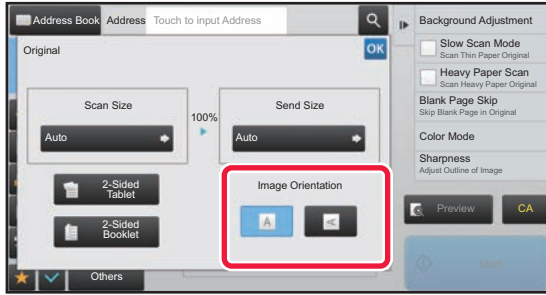 Address Book
Address
Touch to input Address
Original
OK
Scan Size
100%
Send Size
Auto
Auto
2-Sided
Tablet
2-Sided
Booklet
Image Orientation
A
A
Others
Background Adjustment
Slow Scan Mode
Scan Thin Paper Original
Heavy Paper Scan
Scan Heavy Paper Original
Blank Page Skip
Skip Blank Page in Original
Color Mode
Sharpness
Adjust Outline of Image
Preview
CA
Start